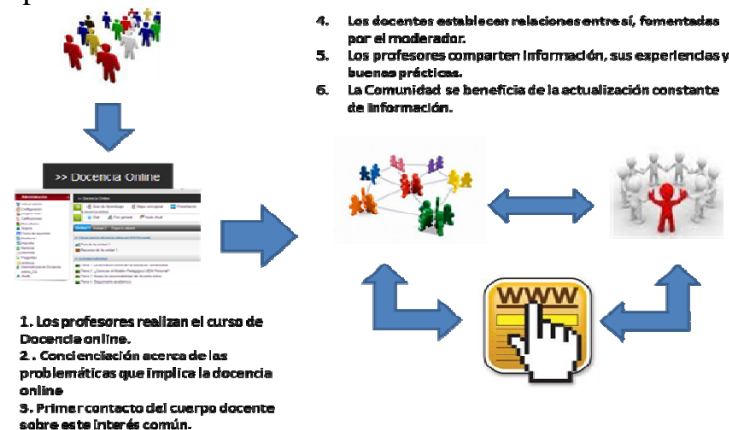 4. Los docentes establecen relaciones entre sí, fomentadas
por el moderador.
5. Los profesores comparten información, sus experiencias y
buenas prácticas.
6. La Comunidad se beneficia de la actualización constante
de información.
>> Docencia Online
WWW
1. Los profesores realizan el curso de
Docencia online.
2 . Concienciación acerca de las
problemáticas que implica la docencia
online
3. Primer contacto del cuerpo docente
sobre este interés común.